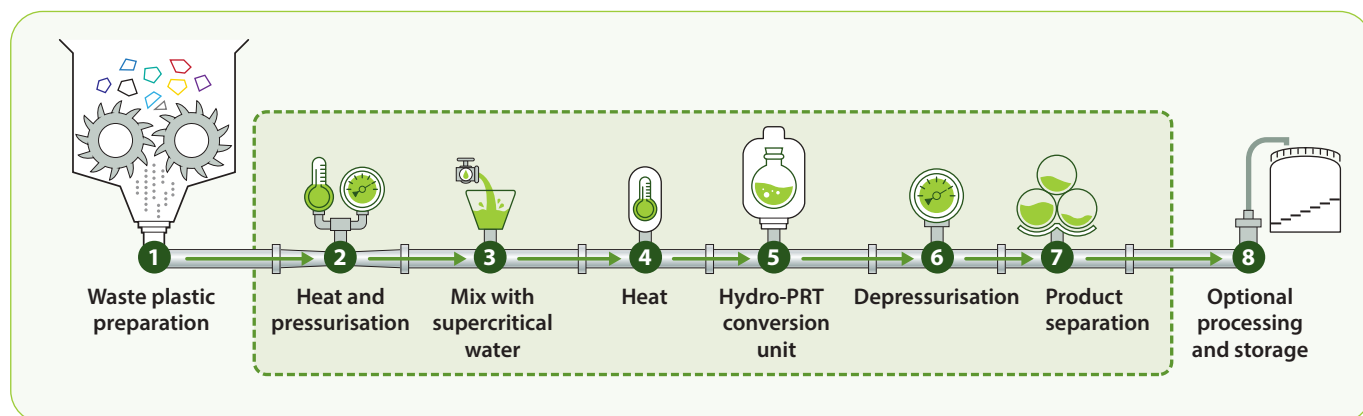 1
2
3
4
5
6
7
8
Waste plastic
preparation
Heat and
pressurisation
Mix with
supercritical
water
Heat
Hydro-PRT
conversion
unit
Depressurisation
Product
separation
Optional
processing
and storage